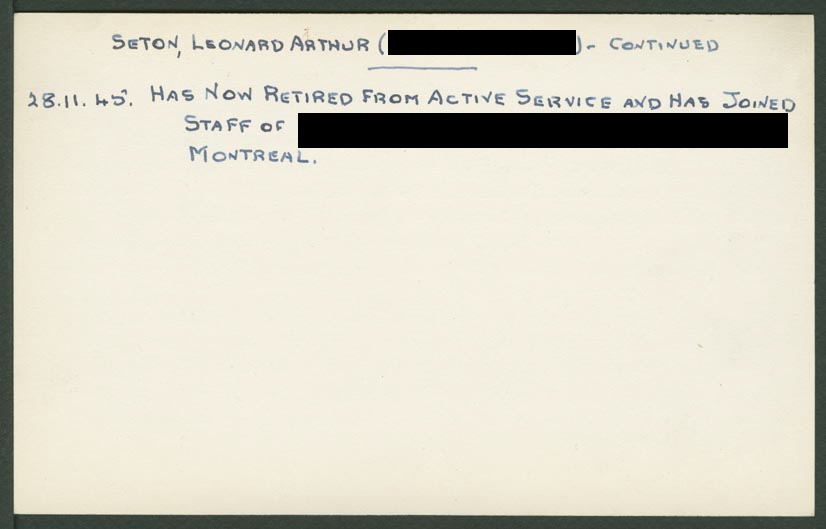 SETON, LEONARD ARTHUR ( ) - CONTINUED
28.11.45. HAS NOW RETIRED FROM ACTIVE SERVICE AND HAS JOINED
STAFF OF
MONTREAL.